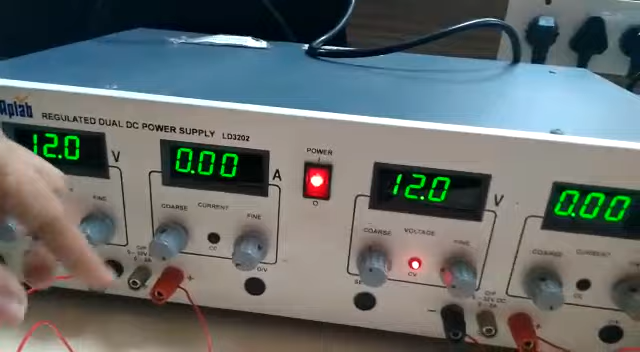 Aplab
REGULATED DUAL DC POWER SUPPLY LD3202
12.0 V
0.00 A
POWER
12.0 V
0.00
COARSE CURRENT FINE
CC
COARSE VOLTAGE FINE
CV
COARSE CURRENT
CC
O/P
+
- O/P
+